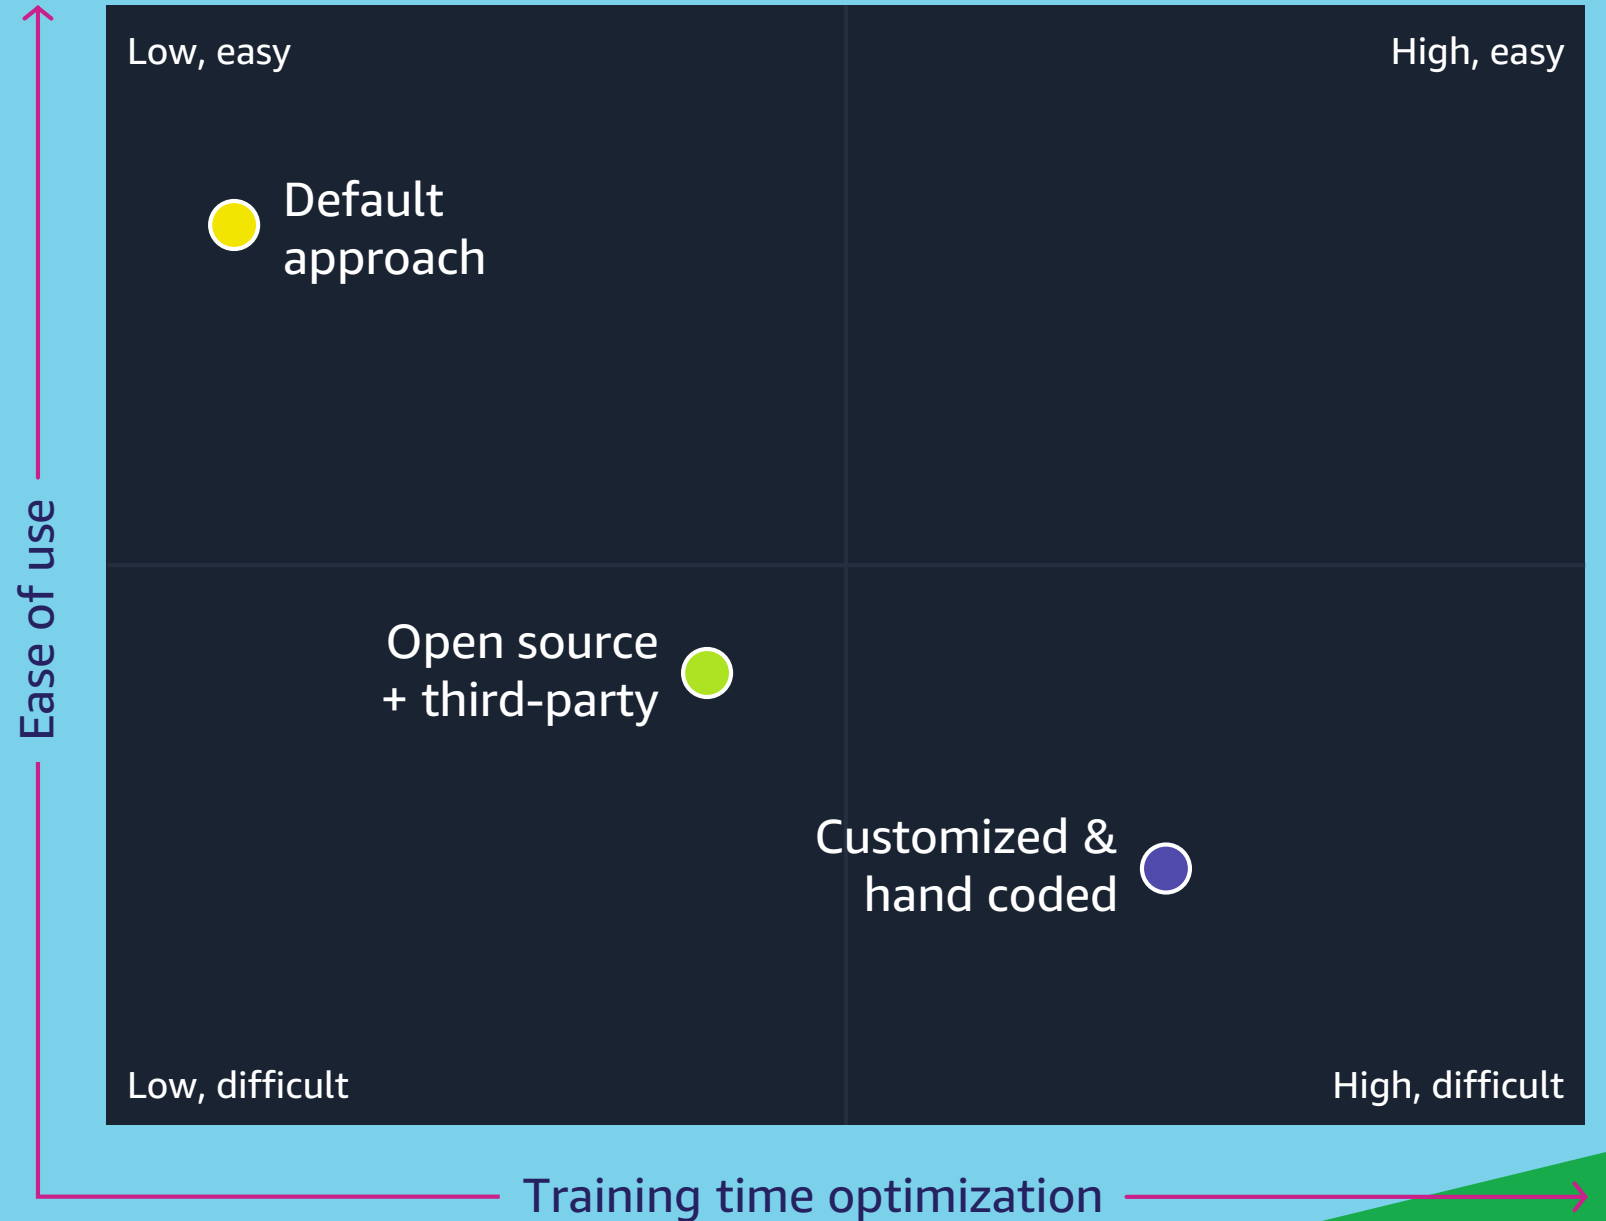 Low, easy
High, easy
Default
approach
Ease of use
Open source
+ third-party
Customized &
hand coded
Low, difficult
High, difficult
Training time optimization